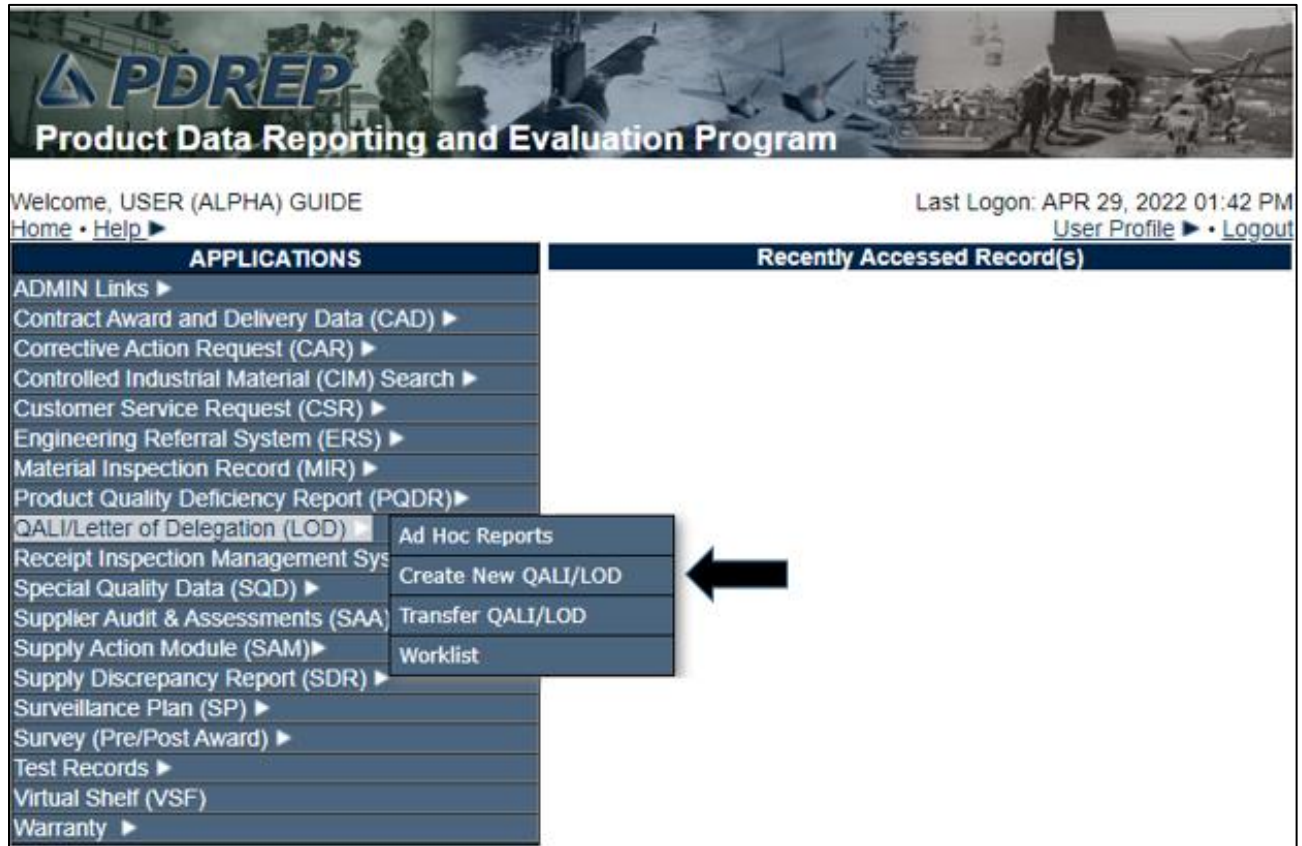 PDREP
Product Data Reporting and Evaluation Program
Welcome, USER (ALPHA) GUIDE
Last Logon: APR 29, 2022 01:42 PM
Home • Help ▶
User Profile ▶ • Logout
APPLICATIONS
Recently Accessed Record(s)
ADMIN Links ▶
Contract Award and Delivery Data (CAD) ▶
Corrective Action Request (CAR) ▶
Controlled Industrial Material (CIM) Search ▶
Customer Service Request (CSR) ▶
Engineering Referral System (ERS) ▶
Material Inspection Record (MIR) ▶
Product Quality Deficiency Report (PQDR)▶
QALI/Letter of Delegation (LOD) ▶
Ad Hoc Reports
Create New QALI/LOD
Transfer QALI/LOD
Worklist
Receipt Inspection Management Sys
Special Quality Data (SQD) ▶
Supplier Audit & Assessments (SAA)
Supply Action Module (SAM)▶
Supply Discrepancy Report (SDR) ▶
Surveillance Plan (SP) ▶
Survey (Pre/Post Award) ▶
Test Records ▶
Virtual Shelf (VSF)
Warranty ▶